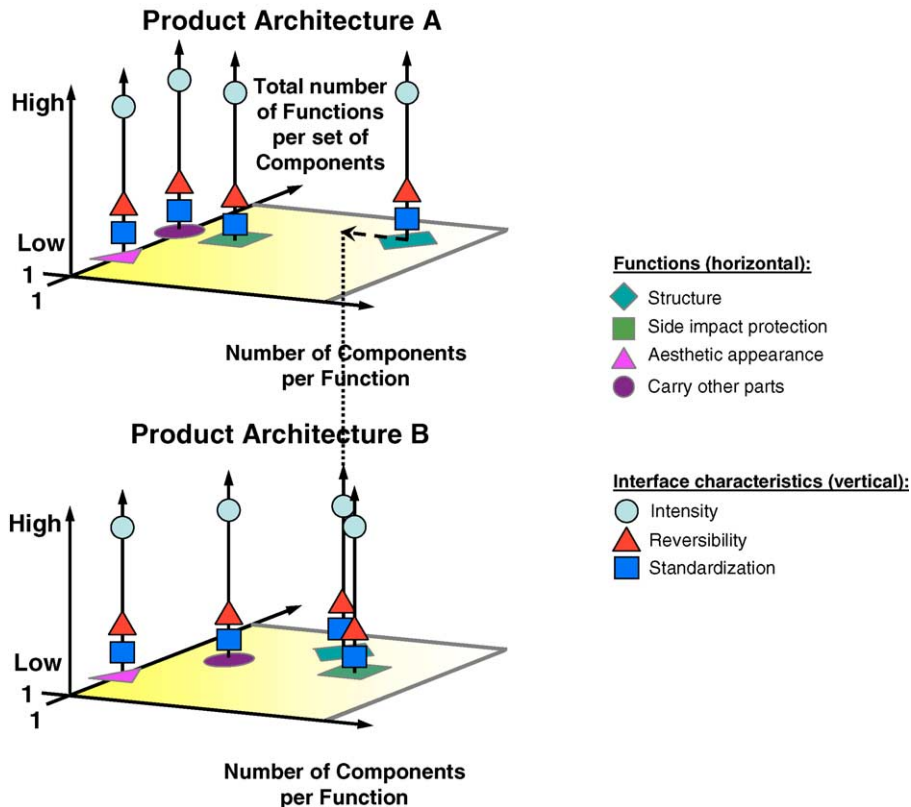 Product Architecture A
High
Total number
of Functions
per set of
Components
Low
1
1
Number of Components
per Function
Functions (horizontal):
Structure
Side impact protection
Aesthetic appearance
Carry other parts
Product Architecture B
High
Low
1
1
Number of Components
per Function
Interface characteristics (vertical):
Intensity
Reversibility
Standardization